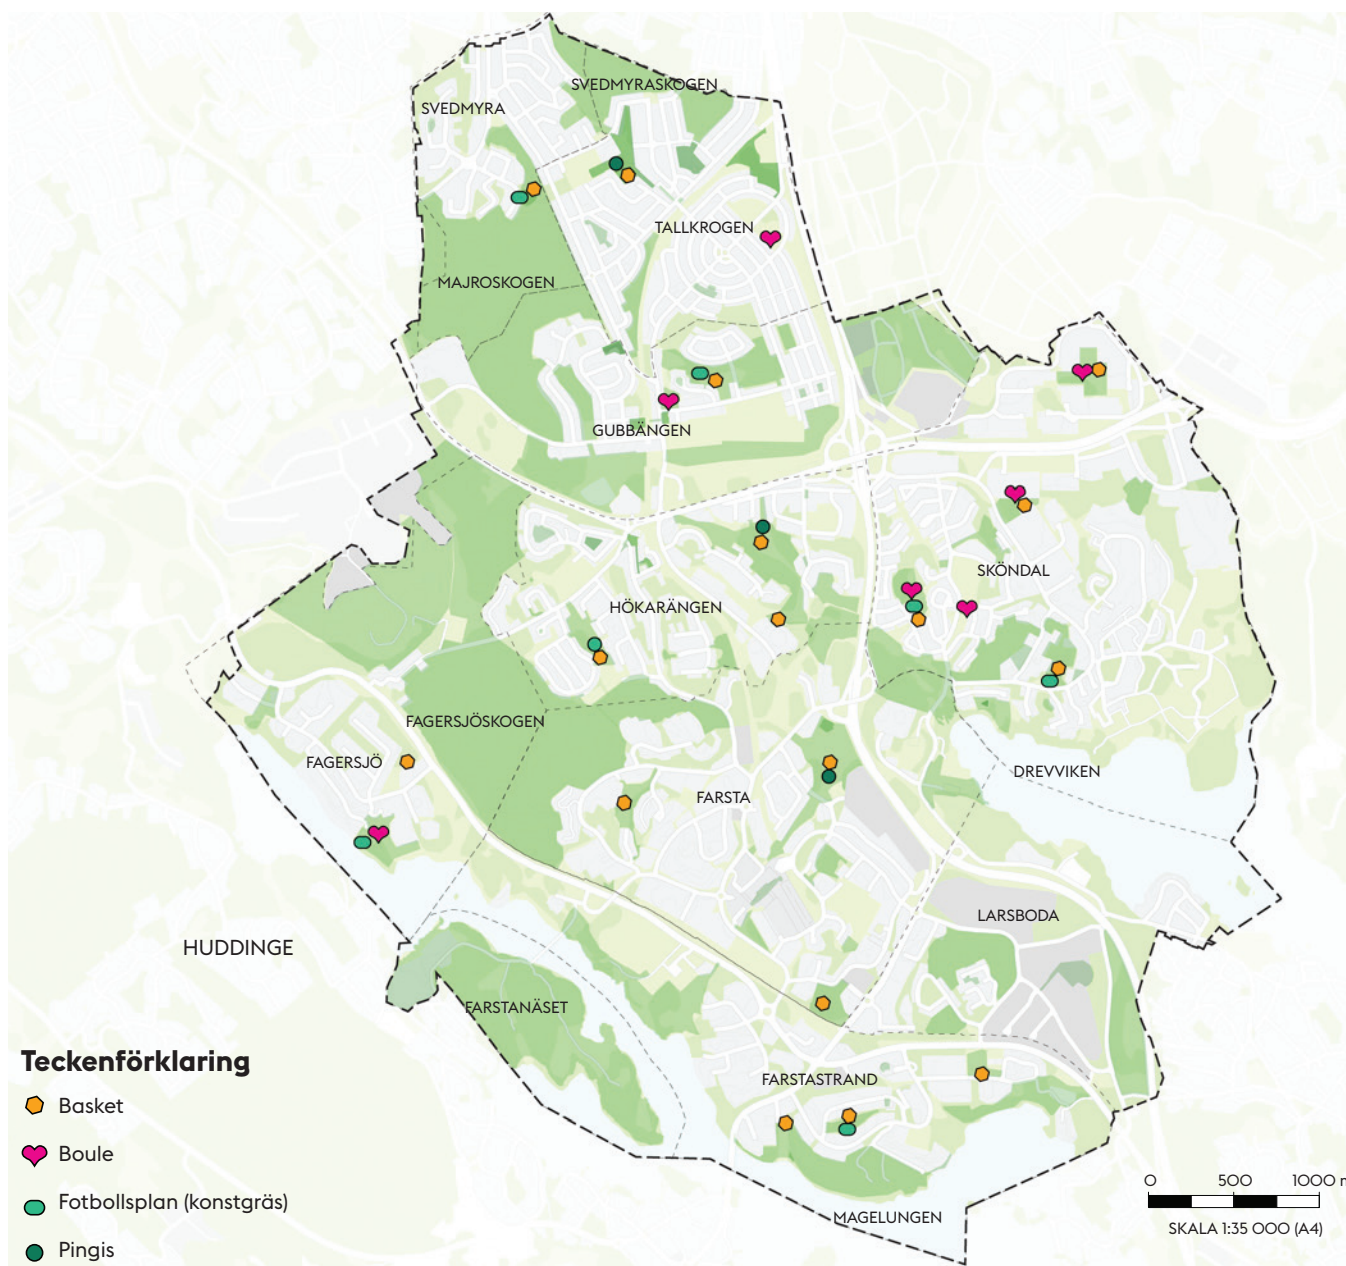 SVEDMYRASKOGEN
SVEDMYRA
TALLKROGEN
MAJROSKOGEN
GUBBÄNGEN
SKÖNDAL
HÖKARÄNGEN
FAGERSJÖSKOGEN
FAGERSJÖ
DREVVIKEN
FARSTA
LARSBODA
HUDDINGE
FARSTANÄSET
FARSTASTRAND
MAGELUNGEN
Teckenförklaring
Basket
Boule
Fotbollsplan (konstgräs)
Pingis
0 500 1000 m
SKALA 1:35 000 (A4)